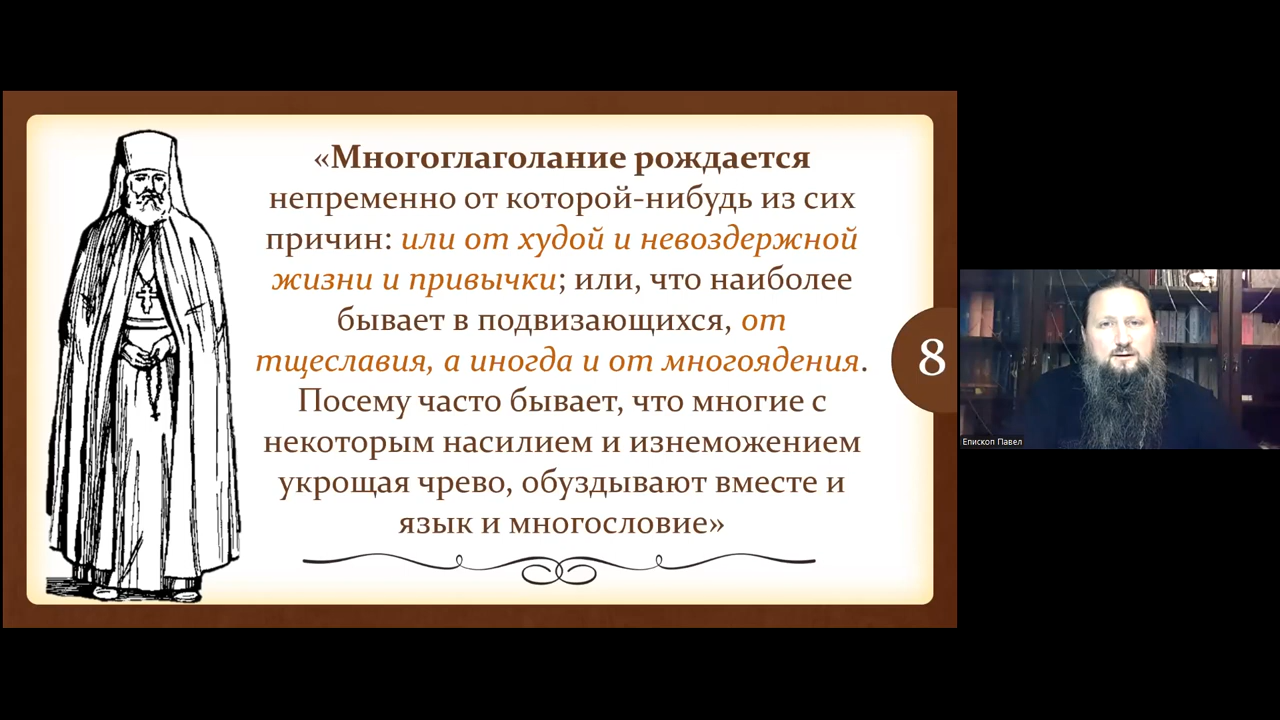 «Многоглаголание рождается
непременно от которой-нибудь из сих
причин: или от худой и невоздержной
жизни и привычки; или, что наиболее
бывает в подвизающихся, от
тщеславия, а иногда и от многоядения.
Посему часто бывает, что многие с
некоторым насилием и изнеможением
укрощая чрево, обуздывают вместе и
язык и многословие»
8
Епископ Павел